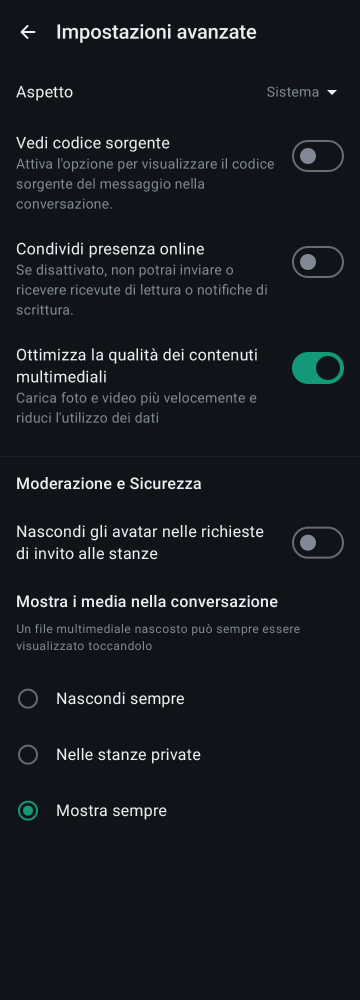 Impostazioni avanzate
Aspetto
Sistema
Vedi codice sorgente
Attiva l'opzione per visualizzare il codice
sorgente del messaggio nella
conversazione.
Condividi presenza online
Se disattivato, non potrai inviare o
ricevere ricevute di lettura o notifiche di
scrittura.
Ottimizza la qualità dei contenuti
multimediali
Carica foto e video più velocemente e
riduci l'utilizzo dei dati
Moderazione e Sicurezza
Nascondi gli avatar nelle richieste
di invito alle stanze
Mostra i media nella conversazione
Un file multimediale nascosto può sempre essere
visualizzato toccandolo
Nascondi sempre
Nelle stanze private
Mostra sempre